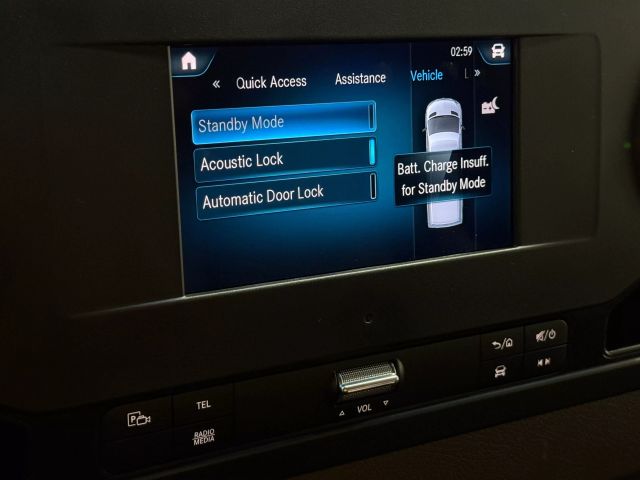 02:59
« Quick Access Assistance Vehicle L »
Standby Mode
Acoustic Lock
Automatic Door Lock
Batt. Charge Insuff.
for Standby Mode
P
TEL
RADIO
MEDIA
VOL